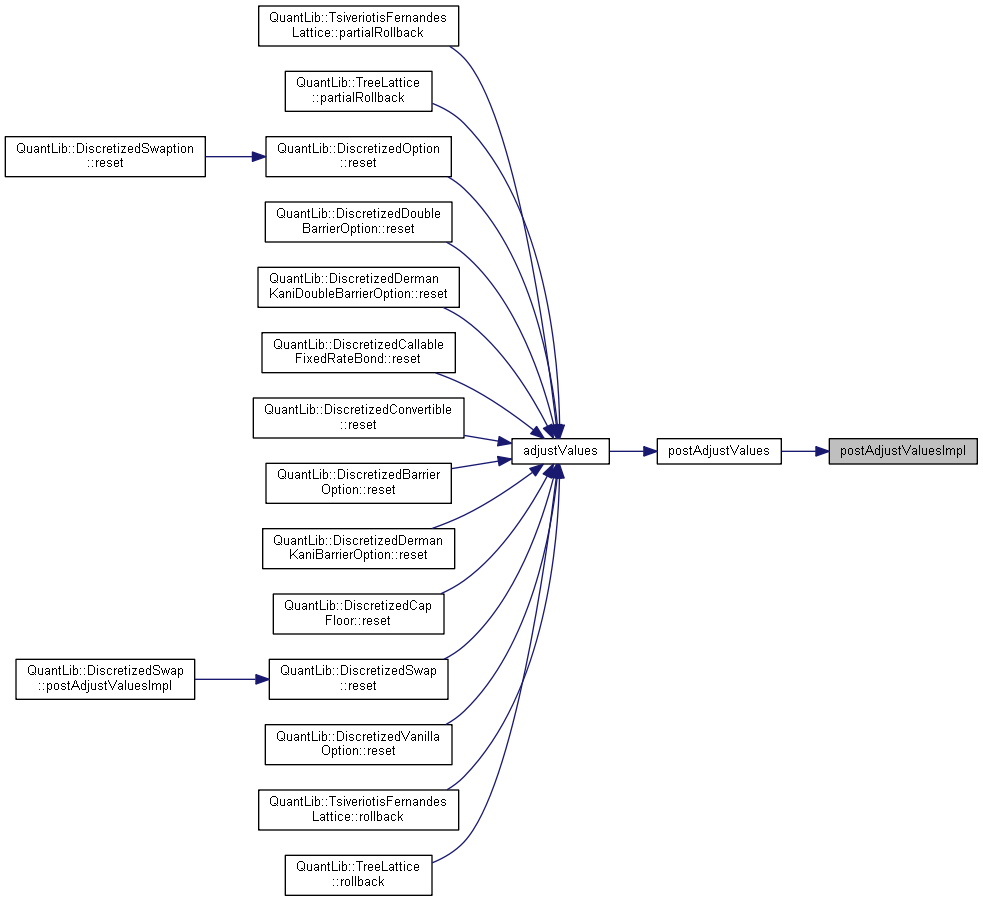 QuantLib::TsiveriotisFernandes
Lattice::partialRollback
QuantLib::TreeLattice
::partialRollback
QuantLib::DiscretizedSwaption
::reset
QuantLib::DiscretizedOption
::reset
QuantLib::DiscretizedDouble
BarrierOption::reset
QuantLib::DiscretizedDerman
KaniDoubleBarrierOption::reset
QuantLib::DiscretizedCallable
FixedRateBond::reset
QuantLib::DiscretizedConvertible
::reset
adjustValues
postAdjustValues
postAdjustValuesImpl
QuantLib::DiscretizedBarrier
Option::reset
QuantLib::DiscretizedDerman
KaniBarrierOption::reset
QuantLib::DiscretizedCap
Floor::reset
QuantLib::DiscretizedSwap
::postAdjustValuesImpl
QuantLib::DiscretizedSwap
::reset
QuantLib::DiscretizedVanilla
Option::reset
QuantLib::TsiveriotisFernandes
Lattice::rollback
QuantLib::TreeLattice
::rollback